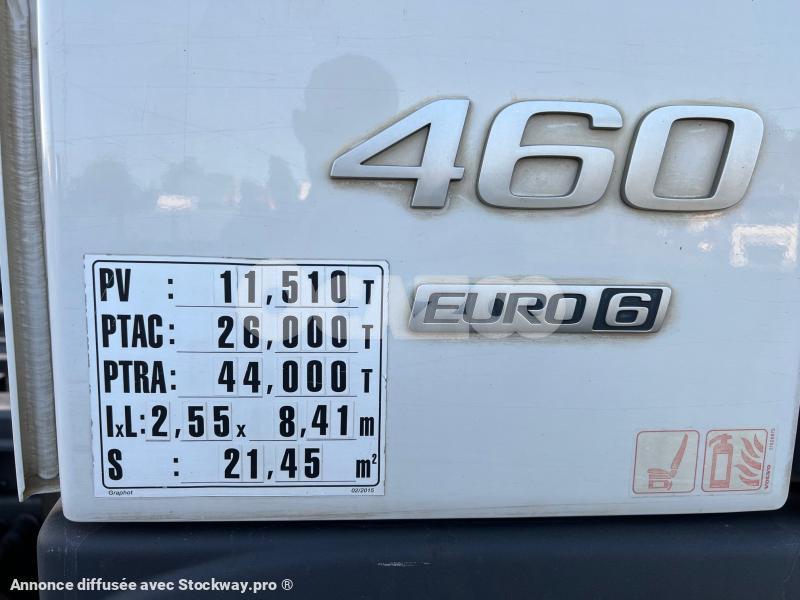 460
EURO 6
PV : 11,510 T
PTAC: 26,000 T
PTRA: 44,000 T
IxL: 2,55 x 8,41 m
S : 21,45 m²
Graphot 02/2015
VOLVO
Annonce diffusée avec Stockway.pro ®